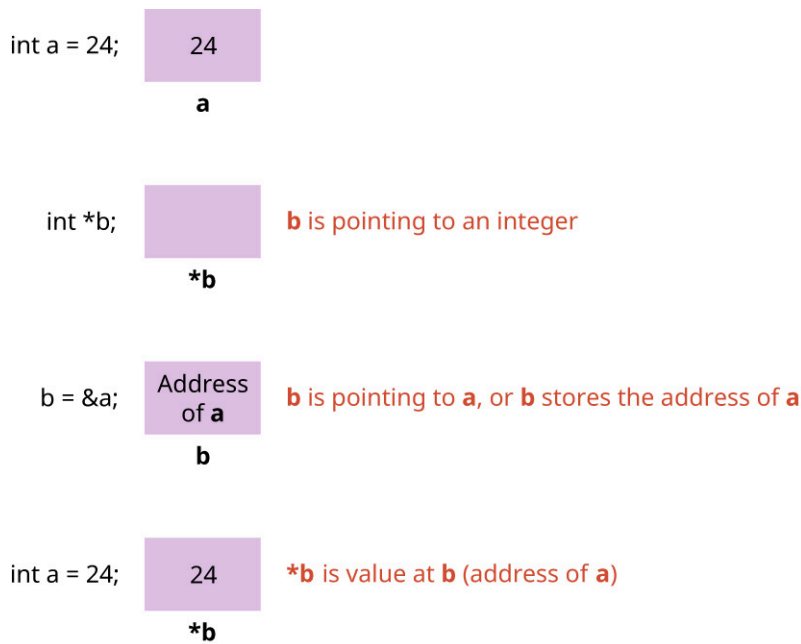 int a = 24;
24
a
int *b;
b is pointing to an integer
*b
b = &a;
Address
of a
b is pointing to a, or b stores the address of a
b
int a = 24;
24
*b is value at b (address of a)
*b